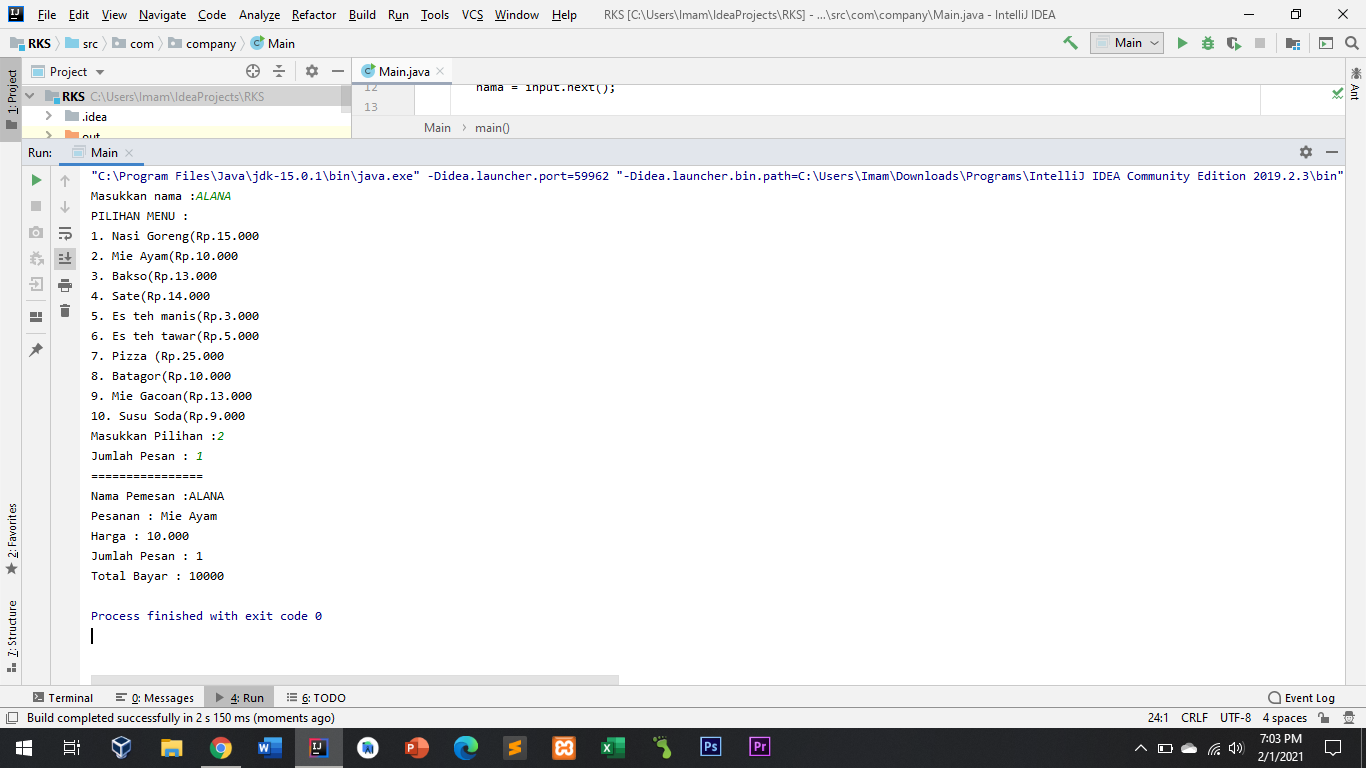 File Edit View Navigate Code Analyze Refactor Build Run Tools VCS Window Help RKS [C:\Users\Imam\IdeaProjects\RKS] - ...\src\com\company\Main.java - IntelliJ IDEA
RKS src com company Main Main
Project Main.java
1: Project
Ant
RKS C:\Users\Imam\IdeaProjects\RKS
.idea
out
12 nama = input.next();
13
Main main()
Run: Main
"C:\Program Files\Java\jdk-15.0.1\bin\java.exe" -Didea.launcher.port=59962 "-Didea.launcher.bin.path=C:\Users\Imam\Downloads\Programs\IntelliJ IDEA Community Edition 2019.2.3\bin"
Masukkan nama :ALANA
PILIHAN MENU :
1. Nasi Goreng(Rp.15.000
2. Mie Ayam(Rp.10.000
3. Bakso(Rp.13.000
4. Sate(Rp.14.000
5. Es teh manis(Rp.3.000
6. Es teh tawar(Rp.5.000
7. Pizza (Rp.25.000
8. Batagor(Rp.10.000
9. Mie Gacoan(Rp.13.000
10. Susu Soda(Rp.9.000
Masukkan Pilihan :2
Jumlah Pesan : 1
================
Nama Pemesan :ALANA
Pesanan : Mie Ayam
Harga : 10.000
Jumlah Pesan : 1
Total Bayar : 10000
Process finished with exit code 0
2: Favorites
7: Structure
Terminal 0: Messages 4: Run 6: TODO Event Log
Build completed successfully in 2 s 150 ms (moments ago) 24:1 CRLF UTF-8 4 spaces
7:03 PM
2/1/2021